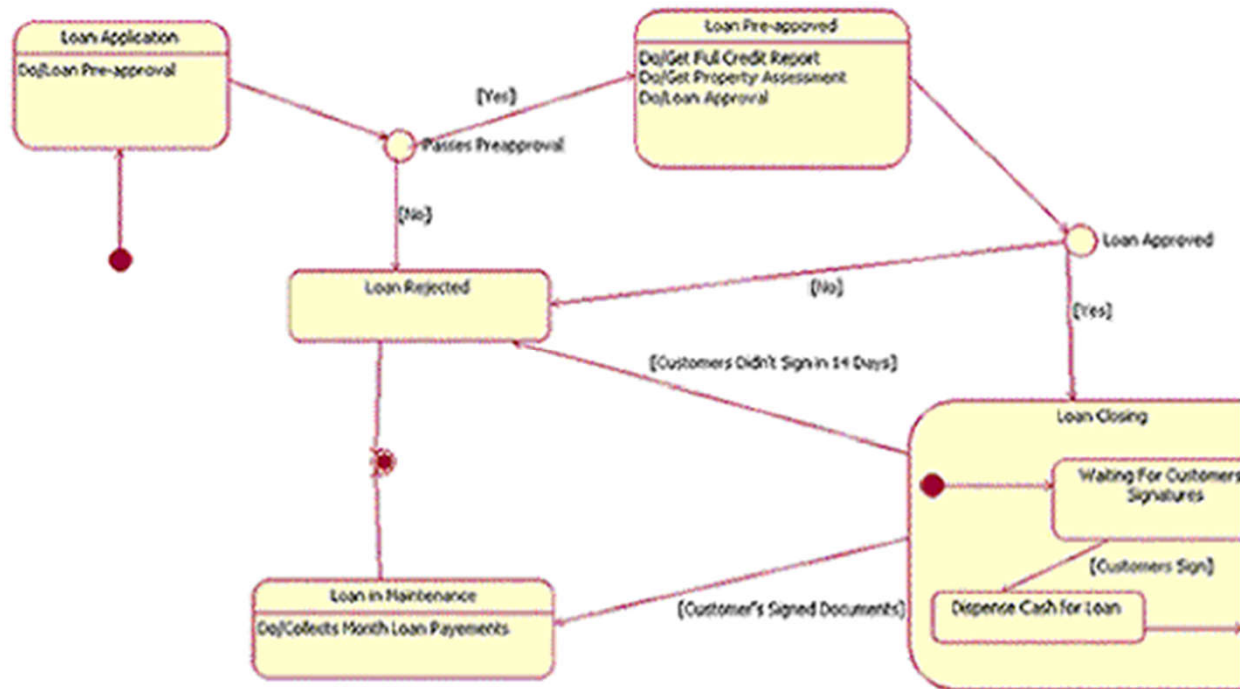 Loan Application
Do/Loan Pre-approval
Loan Pre-appoved
Do/Get Full Credit Report
Do/Get Property Assessment
Do/Loan Approval
[Yes]
Passes Preapproval
[No]
Loan Approved
Loan Rejected
[No]
[Yes]
[Customers Didn't Sign in 14 Days]
Loan Closing
Waiting For Customers
Signatures
[Customers Sign]
Loan in Maintenance
Do/Collects Month Loan Payements
[Customer's Signed Documents]
Dispense Cash for Loan